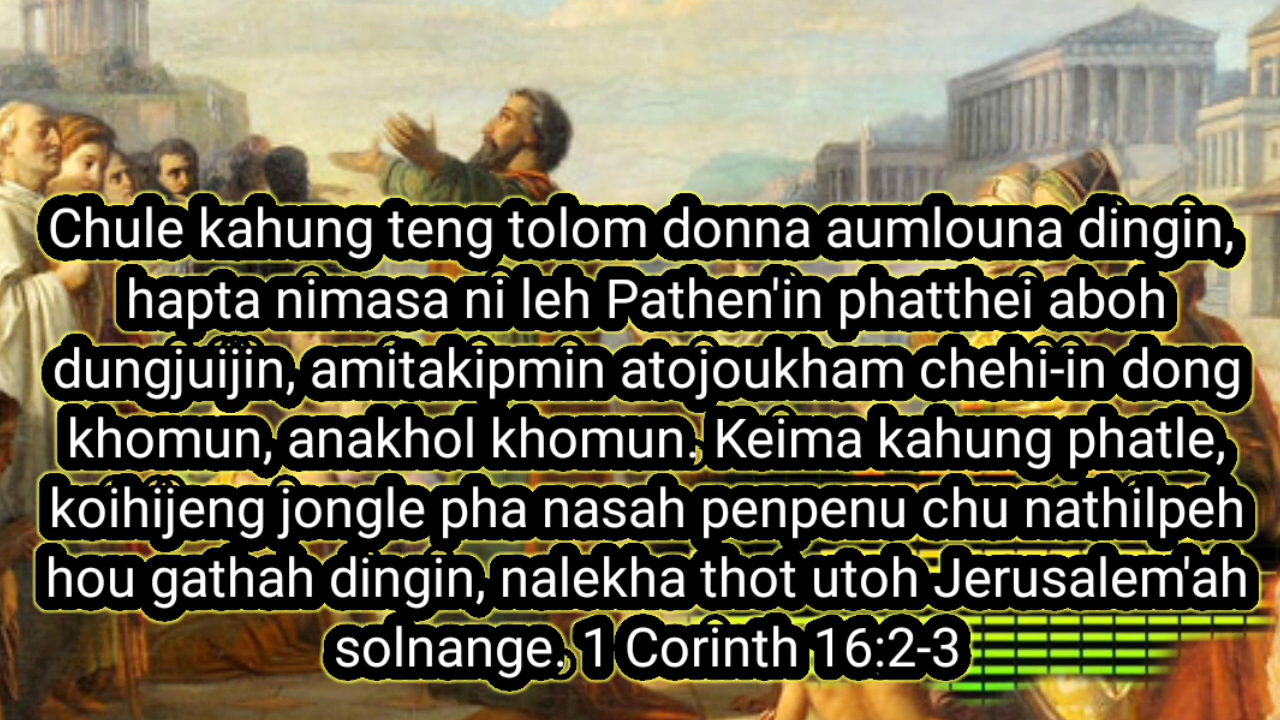 Chule kahung teng tolom donna aumlouna dingin,
hapta nimasa ni leh Pathen'in phatthei aboh
dungjuijin, amitakipmin atojoukham chehi-in dong
khomun, anakhol khomun. Keima kahung phatle,
koihijeng jongle pha nasah penpenu chu nathilpeh
hou gathah dingin, nalekha thot utoh Jerusalem'ah
solnange. 1 Corinth 16:2-3